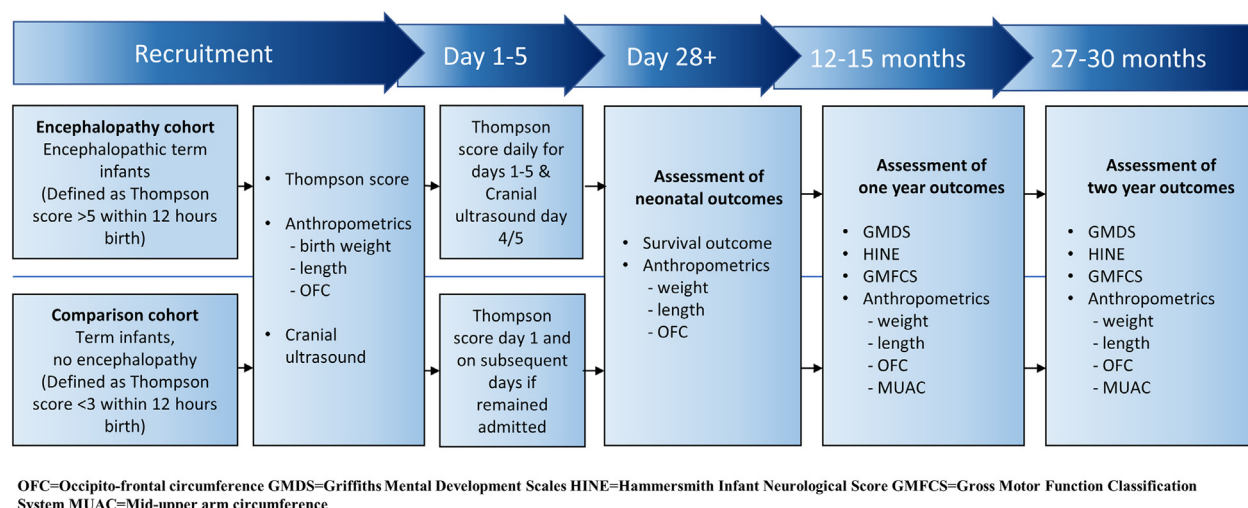 Recruitment
Day 1-5
Day 28+
12-15 months
27-30 months
Encephalopathy cohort
Encephalopathic term
infants
(Defined as Thompson
score >5 within 12 hours
birth)
Comparison cohort
Term infants,
no encephalopathy
(Defined as Thompson
score <3 within 12 hours
birth)
• Thompson score
• Anthropometrics
- birth weight
- length
- OFC
• Cranial
ultrasound
Thompson
score daily for
days 1-5 &
Cranial
ultrasound day
4/5
Thompson
score day 1 and
on subsequent
days if
remained
admitted
Assessment of
neonatal outcomes
• Survival outcome
• Anthropometrics
- weight
- length
- OFC
Assessment of
one year outcomes
• GMDS
• HINE
• GMFCS
• Anthropometrics
- weight
- length
- OFC
- MUAC
Assessment of
two year outcomes
• GMDS
• HINE
• GMFCS
• Anthropometrics
- weight
- length
- OFC
- MUAC
OFC=Occipito-frontal circumference GMDS=Griffiths Mental Development Scales HINE=Hammersmith Infant Neurological Score GMFCS=Gross Motor Function Classification
System MUAC=Mid-upper arm circumference